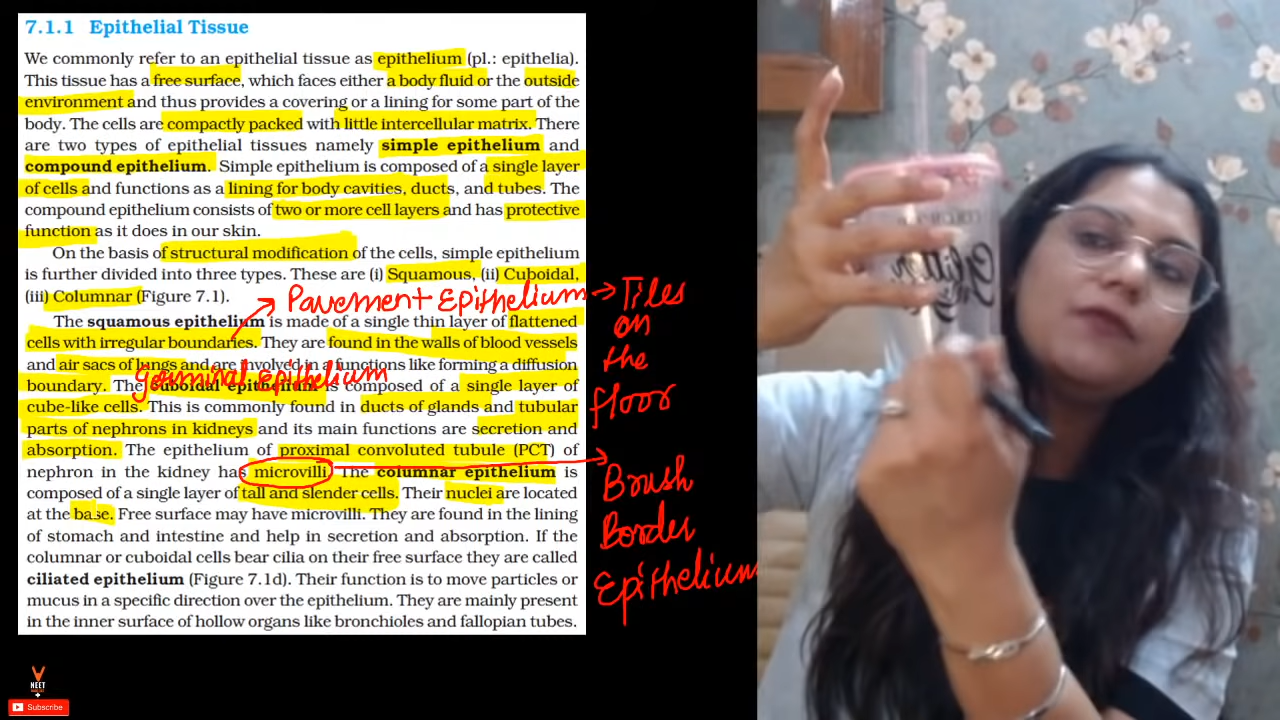 7.1.1 Epithelial Tissue
We commonly refer to an epithelial tissue as epithelium (pl.: epithelia).
This tissue has a free surface, which faces either a body fluid or the outside
environment and thus provides a covering or a lining for some part of the
body. The cells are compactly packed with little intercellular matrix. There
are two types of epithelial tissues namely simple epithelium and
compound epithelium. Simple epithelium is composed of a single layer
of cells and functions as a lining for body cavities, ducts, and tubes. The
compound epithelium consists of two or more cell layers and has protective
function as it does in our skin.
On the basis of structural modification of the cells, simple epithelium
is further divided into three types. These are (i) Squamous, (ii) Cuboidal,
(iii) Columnar (Figure 7.1).
Pavement Epithelium
Tiles
on
the
floor
The squamous epithelium is made of a single thin layer of flattened
cells with irregular boundaries. They are found in the walls of blood vessels
and air sacs of lungs and are involved in a functions like forming a diffusion
Germinal epithelium
boundary. The cuboidal epithelium is composed of a single layer of
cube-like cells. This is commonly found in ducts of glands and tubular
parts of nephrons in kidneys and its main functions are secretion and
absorption. The epithelium of proximal convoluted tubule (PCT) of
nephron in the kidney has microvilli. The columnar epithelium is
composed of a single layer of tall and slender cells. Their nuclei are located
at the base. Free surface may have microvilli. They are found in the lining
of stomach and intestine and help in secretion and absorption. If the
columnar or cuboidal cells bear cilia on their free surface they are called
ciliated epithelium (Figure 7.1d). Their function is to move particles or
mucus in a specific direction over the epithelium. They are mainly present
in the inner surface of hollow organs like bronchioles and fallopian tubes.
Brush
Border
Epithelium
NEET
Subscribe
Glitter